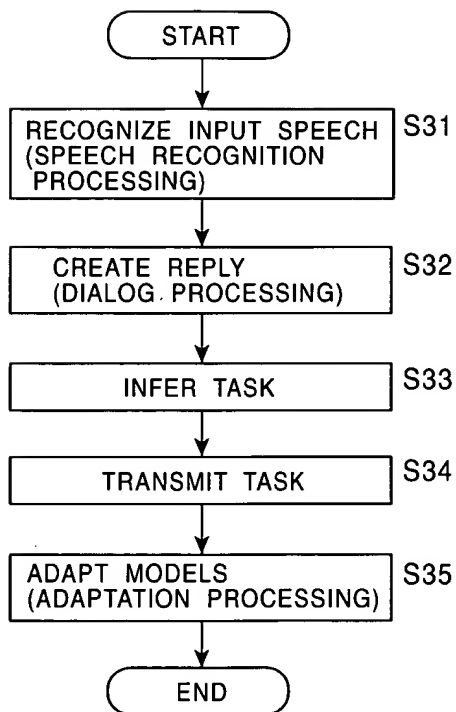 START
RECOGNIZE INPUT SPEECH
(SPEECH RECOGNITION
PROCESSING)
S31
CREATE REPLY
(DIALOG PROCESSING)
S32
INFER TASK
S33
TRANSMIT TASK
S34
ADAPT MODELS
(ADAPTATION PROCESSING)
S35
END